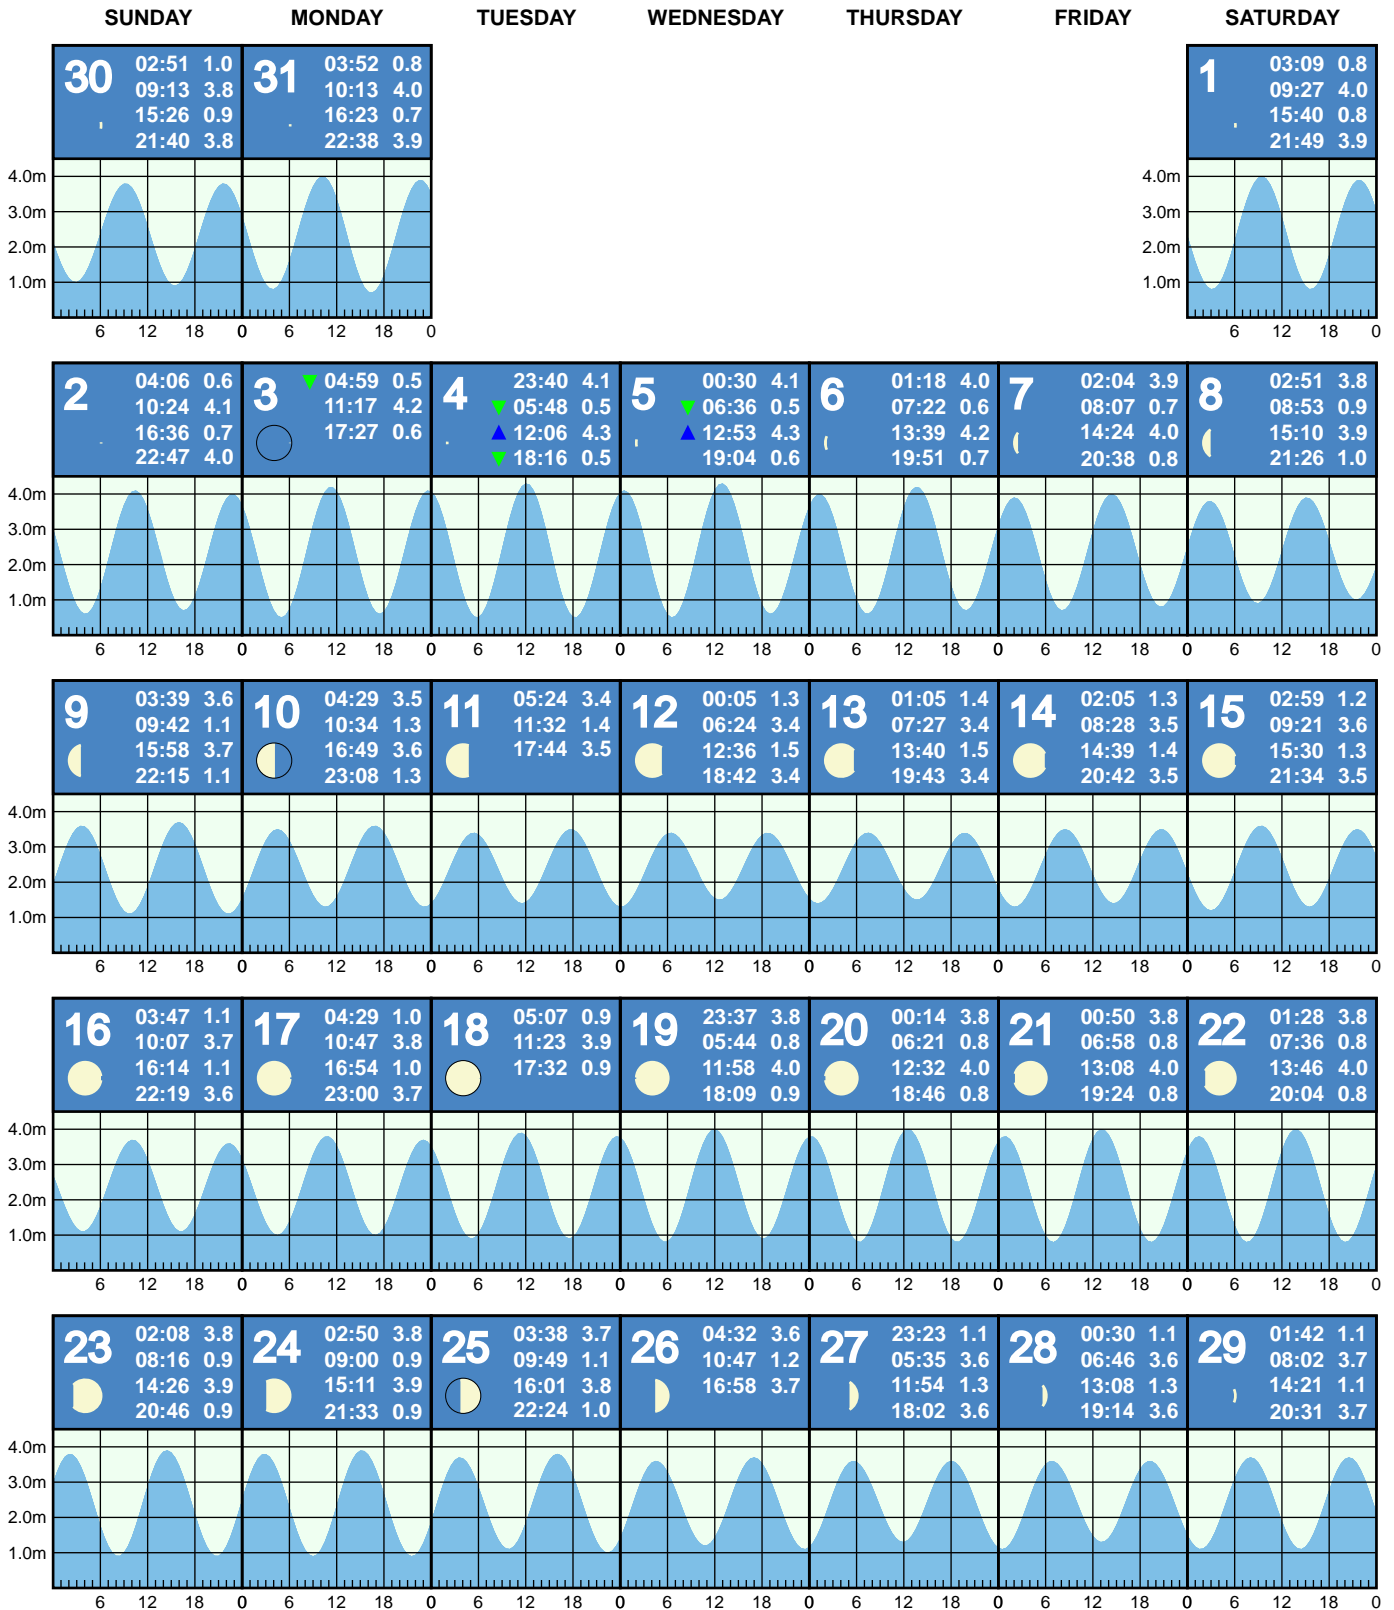 SUNDAY MONDAY TUESDAY WEDNESDAY THURSDAY FRIDAY SATURDAY
30 02:51 1.0
09:13 3.8
15:26 0.9
21:40 3.8
31 03:52 0.8
10:13 4.0
16:23 0.7
22:38 3.9
1 03:09 0.8
09:27 4.0
15:40 0.8
21:49 3.9
4.0m 4.0m
3.0m 3.0m
2.0m 2.0m
1.0m 1.0m
6 12 18 0 0 6 12 18 0 6 12 18 0
2 04:06 0.6
10:24 4.1
16:36 0.7
22:47 4.0
3 04:59 0.5
11:17 4.2
17:27 0.6
4 23:40 4.1
05:48 0.5
12:06 4.3
18:16 0.5
5 00:30 4.1
06:36 0.5
12:53 4.3
19:04 0.6
6 01:18 4.0
07:22 0.6
13:39 4.2
19:51 0.7
7 02:04 3.9
08:07 0.7
14:24 4.0
20:38 0.8
8 02:51 3.8
08:53 0.9
15:10 3.9
21:26 1.0
4.0m
3.0m
2.0m
1.0m
6 12 18 0 6 12 18 0 6 12 18 0 6 12 18 0 6 12 18 0 6 12 18 0 6 12 18 0
9 03:39 3.6
09:42 1.1
15:58 3.7
22:15 1.1
10 04:29 3.5
10:34 1.3
16:49 3.6
23:08 1.3
11 05:24 3.4
11:32 1.4
17:44 3.5
12 00:05 1.3
06:24 3.4
12:36 1.5
18:42 3.4
13 01:05 1.4
07:27 3.4
13:40 1.5
19:43 3.4
14 02:05 1.3
08:28 3.5
14:39 1.4
20:42 3.5
15 02:59 1.2
09:21 3.6
15:30 1.3
21:34 3.5
4.0m
3.0m
2.0m
1.0m
6 12 18 0 6 12 18 0 6 12 18 0 6 12 18 0 6 12 18 0 6 12 18 0 6 12 18 0
16 03:47 1.1
10:07 3.7
16:14 1.1
22:19 3.6
17 04:29 1.0
10:47 3.8
16:54 1.0
23:00 3.7
18 05:07 0.9
11:23 3.9
17:32 0.9
19 23:37 3.8
05:44 0.8
11:58 4.0
18:09 0.9
20 00:14 3.8
06:21 0.8
12:32 4.0
18:46 0.8
21 00:50 3.8
06:58 0.8
13:08 4.0
19:24 0.8
22 01:28 3.8
07:36 0.8
13:46 4.0
20:04 0.8
4.0m
3.0m
2.0m
1.0m
6 12 18 0 6 12 18 0 6 12 18 0 6 12 18 0 6 12 18 0 6 12 18 0 6 12 18 0
23 02:08 3.8
08:16 0.9
14:26 3.9
20:46 0.9
24 02:50 3.8
09:00 0.9
15:11 3.9
21:33 0.9
25 03:38 3.7
09:49 1.1
16:01 3.8
22:24 1.0
26 04:32 3.6
10:47 1.2
16:58 3.7
27 23:23 1.1
05:35 3.6
11:54 1.3
18:02 3.6
28 00:30 1.1
06:46 3.6
13:08 1.3
19:14 3.6
29 01:42 1.1
08:02 3.7
14:21 1.1
20:31 3.7
4.0m
3.0m
2.0m
1.0m
6 12 18 0 6 12 18 0 6 12 18 0 6 12 18 0 6 12 18 0 6 12 18 0 6 12 18 0